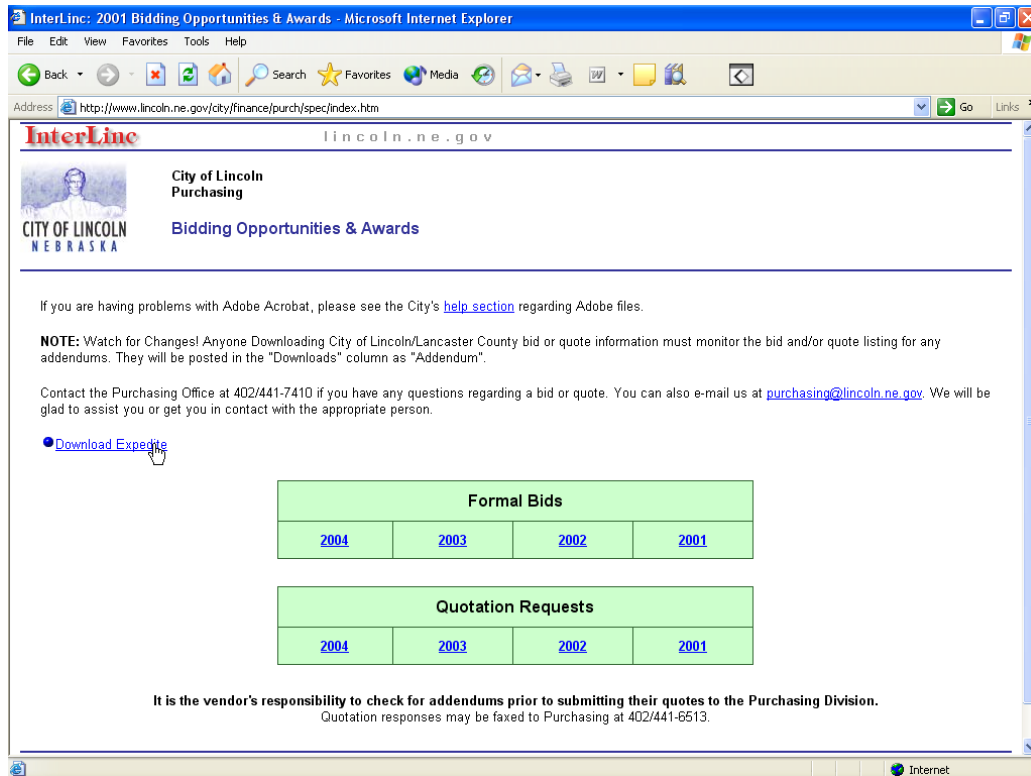 InterLinc: 2001 Bidding Opportunities & Awards - Microsoft Internet Explorer
File Edit View Favorites Tools Help
Back Search Favorites Media
Address http://www.lincoln.ne.gov/city/finance/purch/spec/index.htm Go Links
InterLinc lincoln.ne.gov
City of Lincoln
Purchasing
Bidding Opportunities & Awards
CITY OF LINCOLN
NEBRASKA
If you are having problems with Adobe Acrobat, please see the City's help section regarding Adobe files.
NOTE: Watch for Changes! Anyone Downloading City of Lincoln/Lancaster County bid or quote information must monitor the bid and/or quote listing for any
addendums. They will be posted in the "Downloads" column as "Addendum".
Contact the Purchasing Office at 402/441-7410 if you have any questions regarding a bid or quote. You can also e-mail us at purchasing@lincoln.ne.gov. We will be
glad to assist you or get you in contact with the appropriate person.
Download Expedite
Formal Bids
2004 2003 2002 2001
Quotation Requests
2004 2003 2002 2001
It is the vendor's responsibility to check for addendums prior to submitting their quotes to the Purchasing Division.
Quotation responses may be faxed to Purchasing at 402/441-6513.
Internet